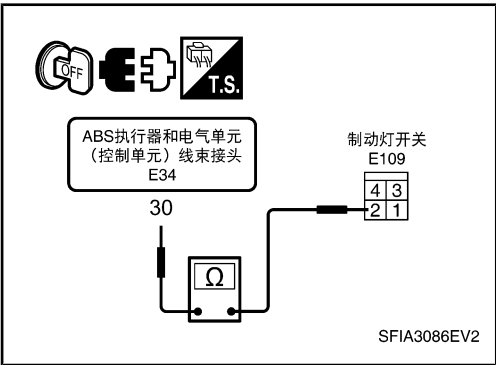 OFF
T.S.
ABS执行器和电气单元
（控制单元）线束接头
E34
30
制动灯开关
E109
4 3
2 1
Ω
SFIA3086EV2